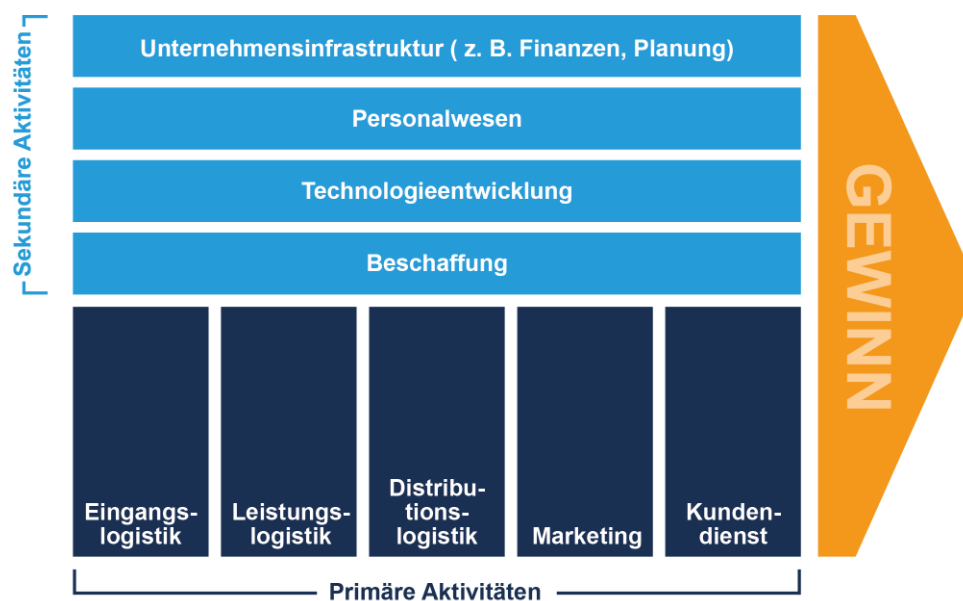 Sekundäre Aktivitäten
Unternehmensinfrastruktur ( z. B. Finanzen, Planung)
Personalwesen
Technologieentwicklung
Beschaffung
Eingangs-
logistik
Leistungs-
logistik
Distribu-
tions-
logistik
Marketing
Kunden-
dienst
Primäre Aktivitäten
GEWINN